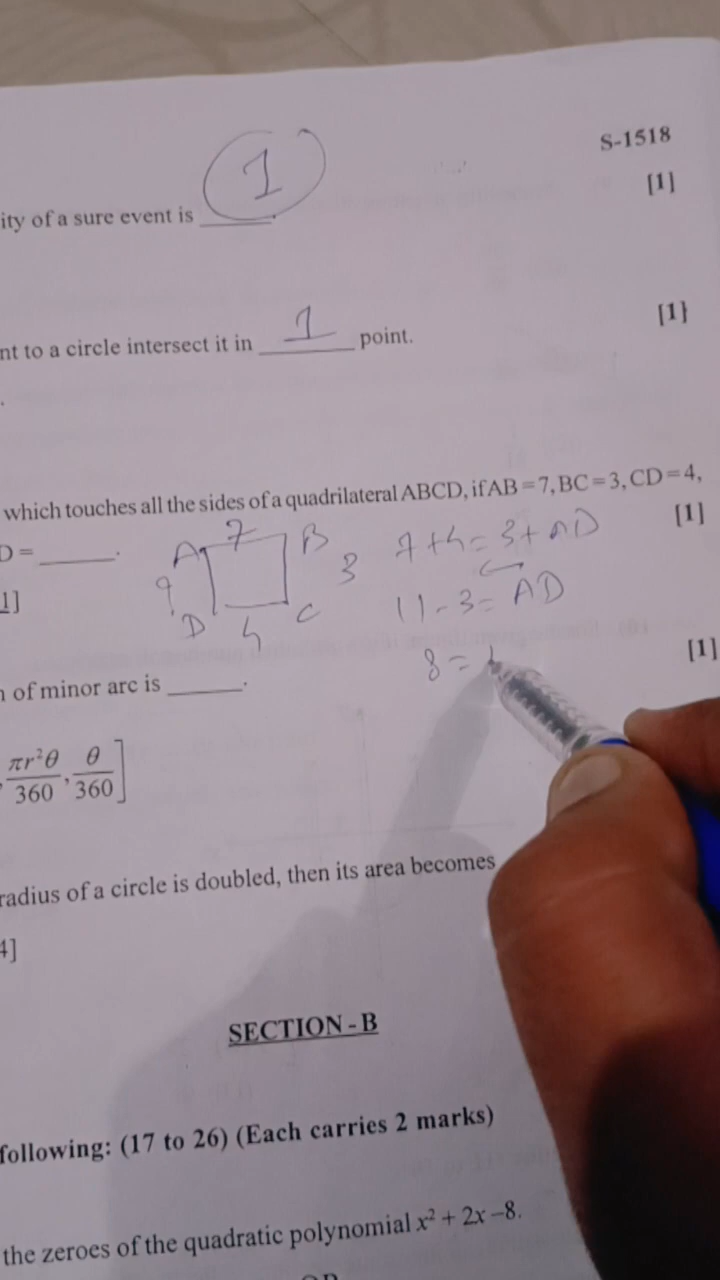 S-1518
1
ity of a sure event is ______.
[1]
nt to a circle intersect it in 1 point.
[1}
which touches all the sides of a quadrilateral ABCD, if AB = 7, BC = 3, CD = 4,
D = ______.
[1]
A 7 B
9 3
D 4 C
7 + 4 = 3 + AD
11 - 3 = AD
8 =
1]
n of minor arc is ______.
[1]
, πr²θ/360, θ/360]
radius of a circle is doubled, then its area becomes
4]
SECTION - B
following: (17 to 26) (Each carries 2 marks)
the zeroes of the quadratic polynomial x² + 2x –8.